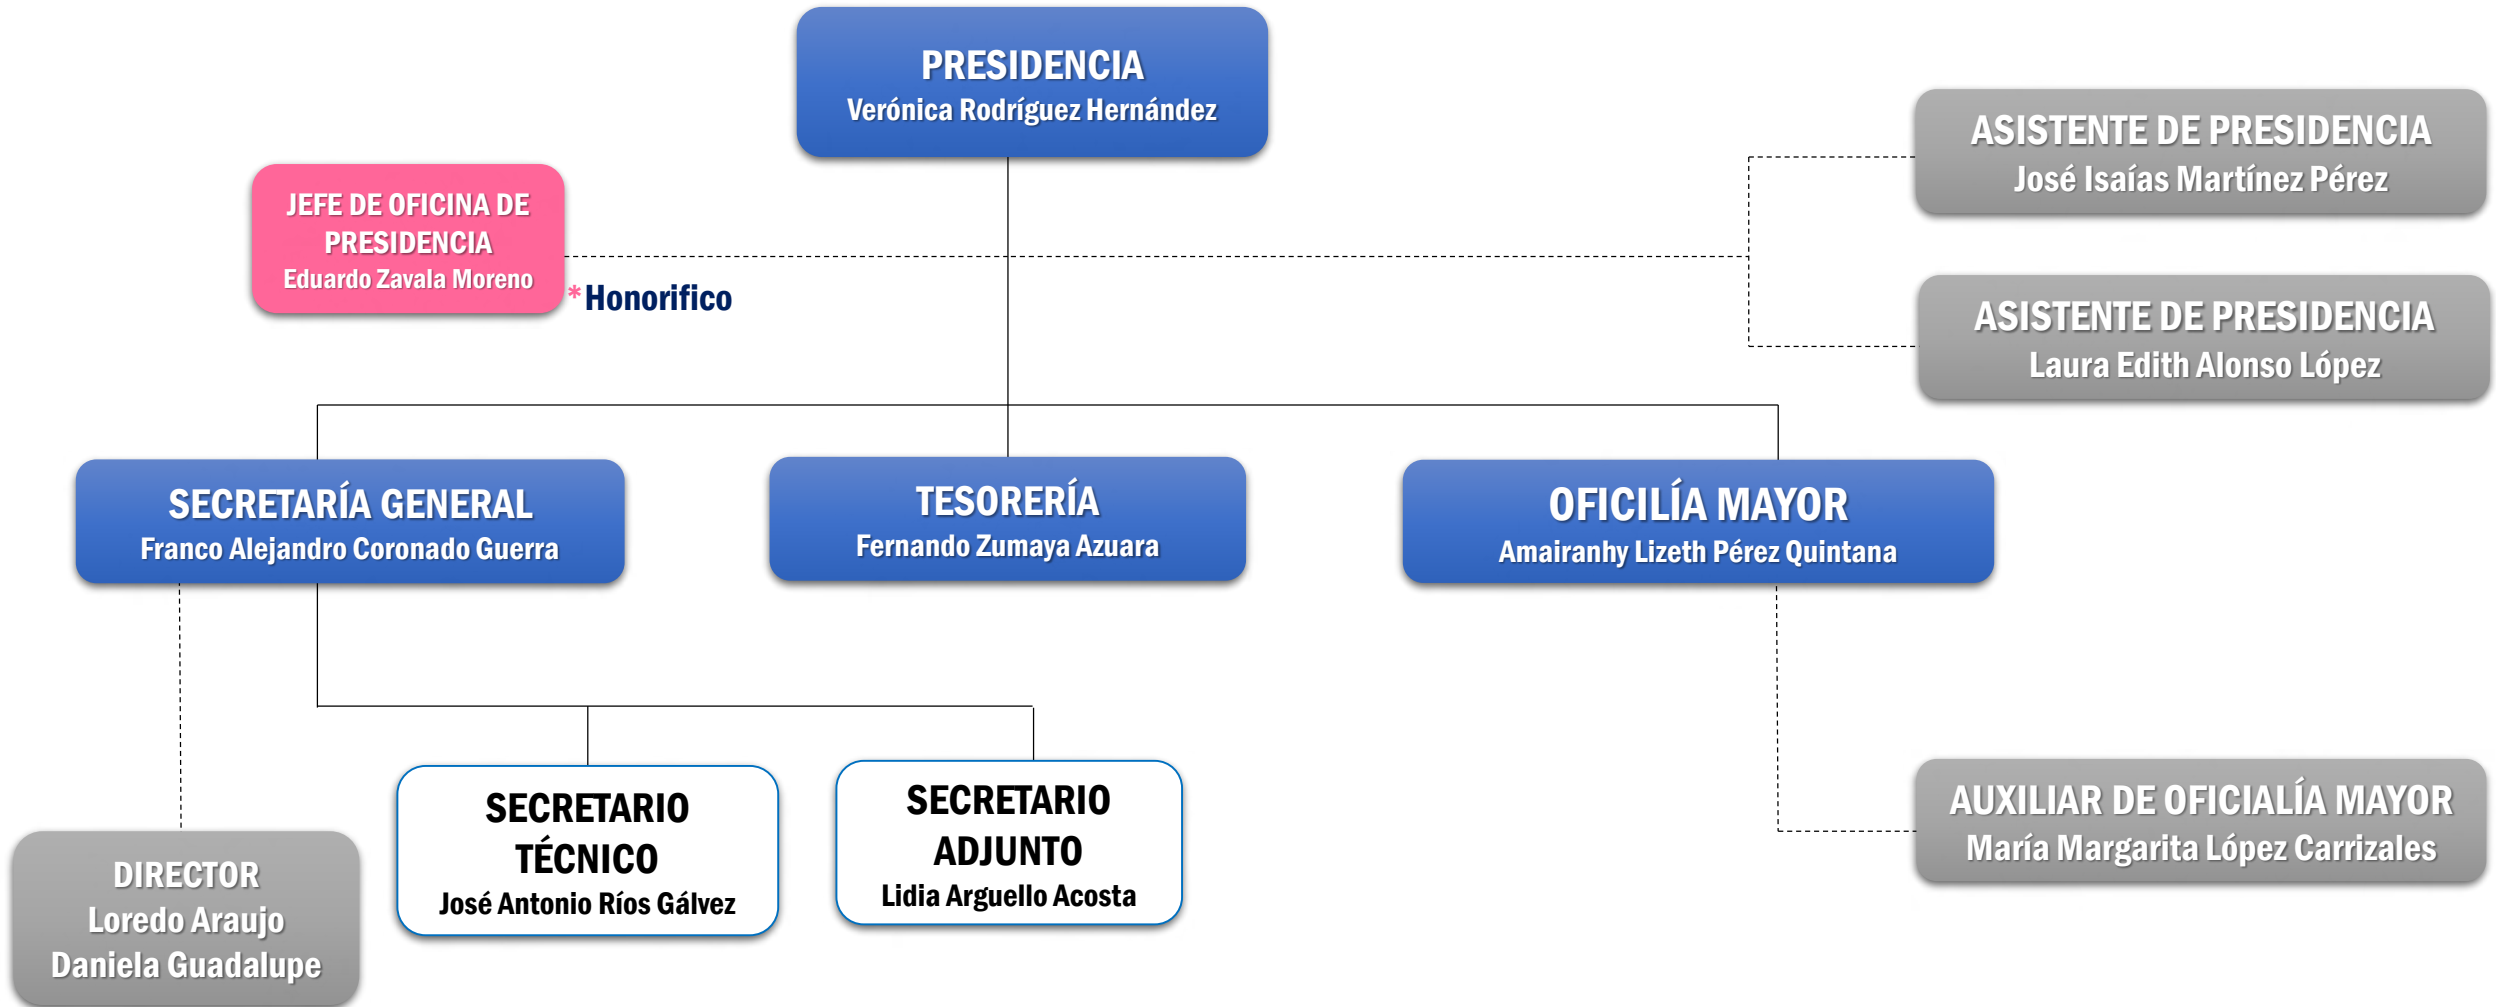 PRESIDENCIA
Verónica Rodríguez Hernández
ASISTENTE DE PRESIDENCIA
José Isaías Martínez Pérez
JEFE DE OFICINA DE
PRESIDENCIA
Eduardo Zavala Moreno
*Honorifico
ASISTENTE DE PRESIDENCIA
Laura Edith Alonso López
SECRETARÍA GENERAL
Franco Alejandro Coronado Guerra
TESORERÍA
Fernando Zumaya Azuara
OFICILÍA MAYOR
Amairanhy Lizeth Pérez Quintana
SECRETARIO
TÉCNICO
José Antonio Ríos Gálvez
SECRETARIO
ADJUNTO
Lidia Arguello Acosta
AUXILIAR DE OFICIALÍA MAYOR
María Margarita López Carrizales
DIRECTOR
Loredo Araujo
Daniela Guadalupe